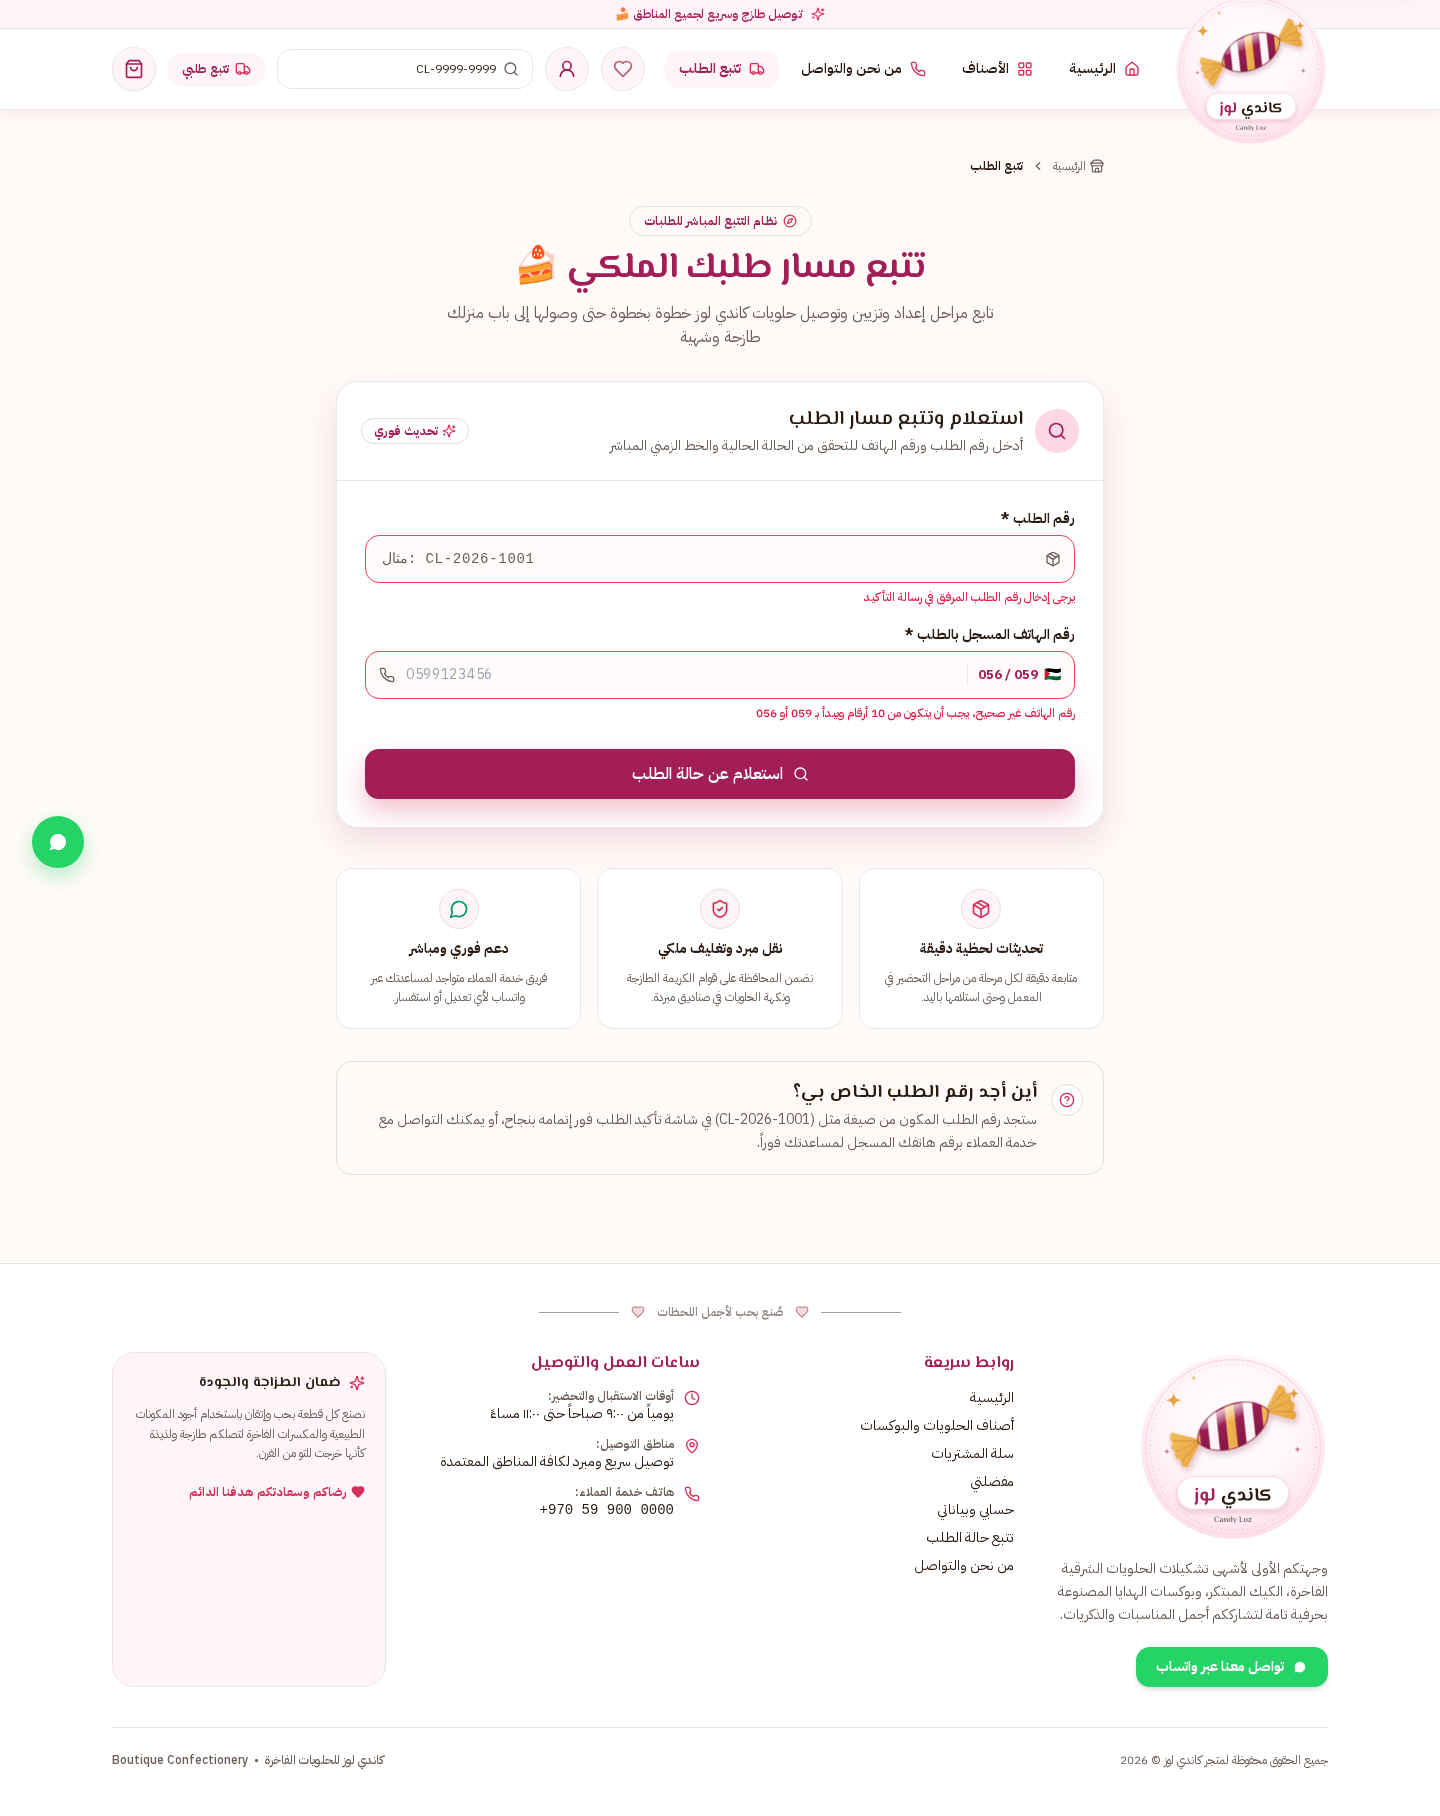 توصيل طازج وسريع لجميع المناطق 🍰
كاندي لوز
Candy Loz
الرئيسية
الأصناف
من نحن والتواصل
تتبع الطلب
CL-9999-9999
تتبع طلبي
الرئيسية
تتبع الطلب
نظام التتبع المباشر للطلبات
تتبع مسار طلبك الملكي 🍰
تابع مراحل إعداد وتزيين وتوصيل حلويات كاندي لوز خطوة بخطوة حتى وصولها إلى باب منزلك
طازجة وشهية
استعلام وتتبع مسار الطلب
أدخل رقم الطلب ورقم الهاتف للتحقق من الحالة الحالية والخط الزمني المباشر
تحديث فوري
رقم الطلب *
مثال: CL-2026-1001
يرجى إدخال رقم الطلب المرفق في رسالة التأكيد
رقم الهاتف المسجل بالطلب *
🇵🇸 059 / 056
0599123456
رقم الهاتف غير صحيح، يجب أن يتكون من 10 أرقام ويبدأ بـ 059 أو 056
استعلام عن حالة الطلب
تحديثات لحظية دقيقة
متابعة دقيقة لكل مرحلة من مراحل التحضير في
المعمل وحتى استلامها باليد.
نقل مبرد وتغليف ملكي
نضمن المحافظة على قوام الكريمة الطازجة
ونكهة الحلويات في صناديق مبردة.
دعم فوري ومباشر
فريق خدمة العملاء متواجد لمساعدتك عبر
واتساب لأي تعديل أو استفسار.
أين أجد رقم الطلب الخاص بي؟
ستجد رقم الطلب المكون من صيغة مثل (CL-2026-1001) في شاشة تأكيد الطلب فور إتمامه بنجاح، أو يمكنك التواصل مع
خدمة العملاء برقم هاتفك المسجل لمساعدتك فوراً.
صُنع بحب لأجمل اللحظات
كاندي لوز
Candy Loz
وجهتكم الأولى لأشهى تشكيلات الحلويات الشرقية
الفاخرة، الكيك المبتكر، وبوكسات الهدايا المصنوعة
بحرفية تامة لتشارككم أجمل المناسبات والذكريات.
تواصل معنا عبر واتساب
روابط سريعة
الرئيسية
أصناف الحلويات والبوكسات
سلة المشتريات
مفضلتي
حسابي وبياناتي
تتبع حالة الطلب
من نحن والتواصل
ساعات العمل والتوصيل
أوقات الاستقبال والتحضير:
يومياً من ٩:٠٠ صباحاً حتى ١١:٠٠ مساءً
مناطق التوصيل:
توصيل سريع ومبرد لكافة المناطق المعتمدة
هاتف خدمة العملاء:
+970 59 900 0000
ضمان الطزاجة والجودة
نصنع كل قطعة بحب وإتقان باستخدام أجود المكونات
الطبيعية والمكسرات الفاخرة لتصلكم طازجة ولذيذة
كأنها خرجت للتو من الفرن.
رضاكم وسعادتكم هدفنا الدائم
جميع الحقوق محفوظة لمتجر كاندي لوز © 2026
كاندي لوز للحلويات الفاخرة • Boutique Confectionery